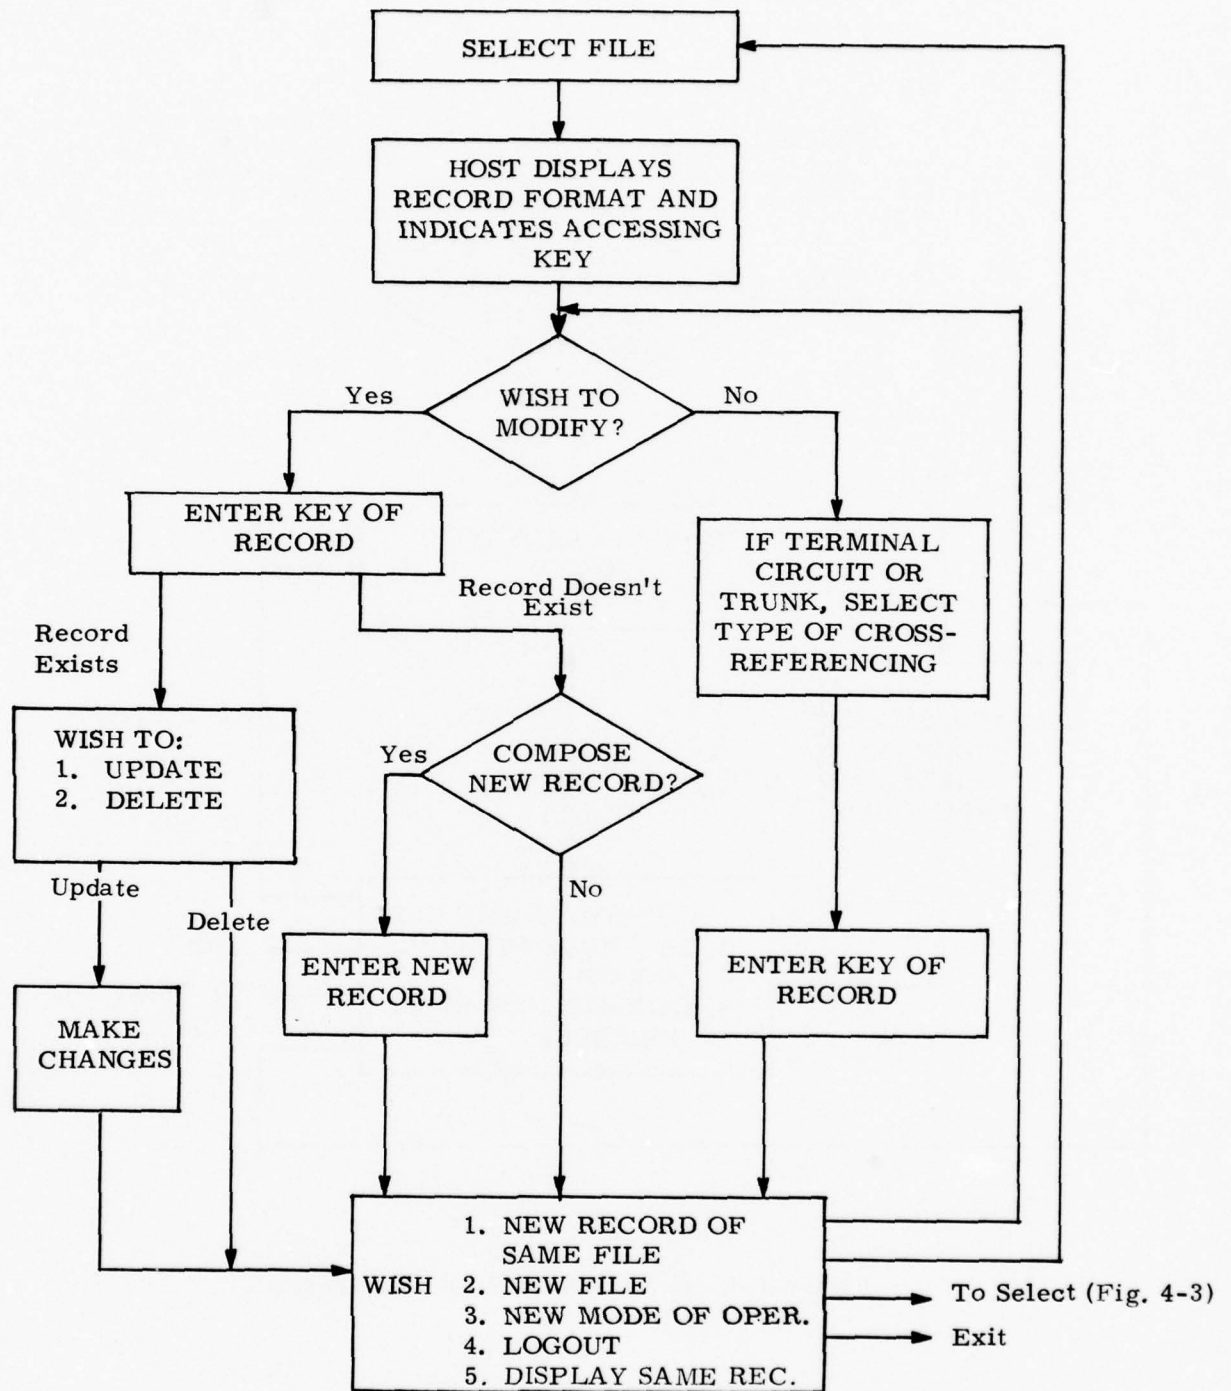 SELECT FILE
HOST DISPLAYS
RECORD FORMAT AND
INDICATES ACCESSING
KEY
Yes
WISH TO
MODIFY?
No
ENTER KEY OF
RECORD
IF TERMINAL
CIRCUIT OR
TRUNK, SELECT
TYPE OF CROSS-
REFERENCING
Record
Exists
Record Doesn't
Exist
WISH TO:
1. UPDATE
2. DELETE
Yes
COMPOSE
NEW RECORD?
No
Update
Delete
MAKE
CHANGES
ENTER NEW
RECORD
ENTER KEY OF
RECORD
WISH
1. NEW RECORD OF
SAME FILE
2. NEW FILE
3. NEW MODE OF OPER.
4. LOGOUT
5. DISPLAY SAME REC.
To Select (Fig. 4-3)
Exit